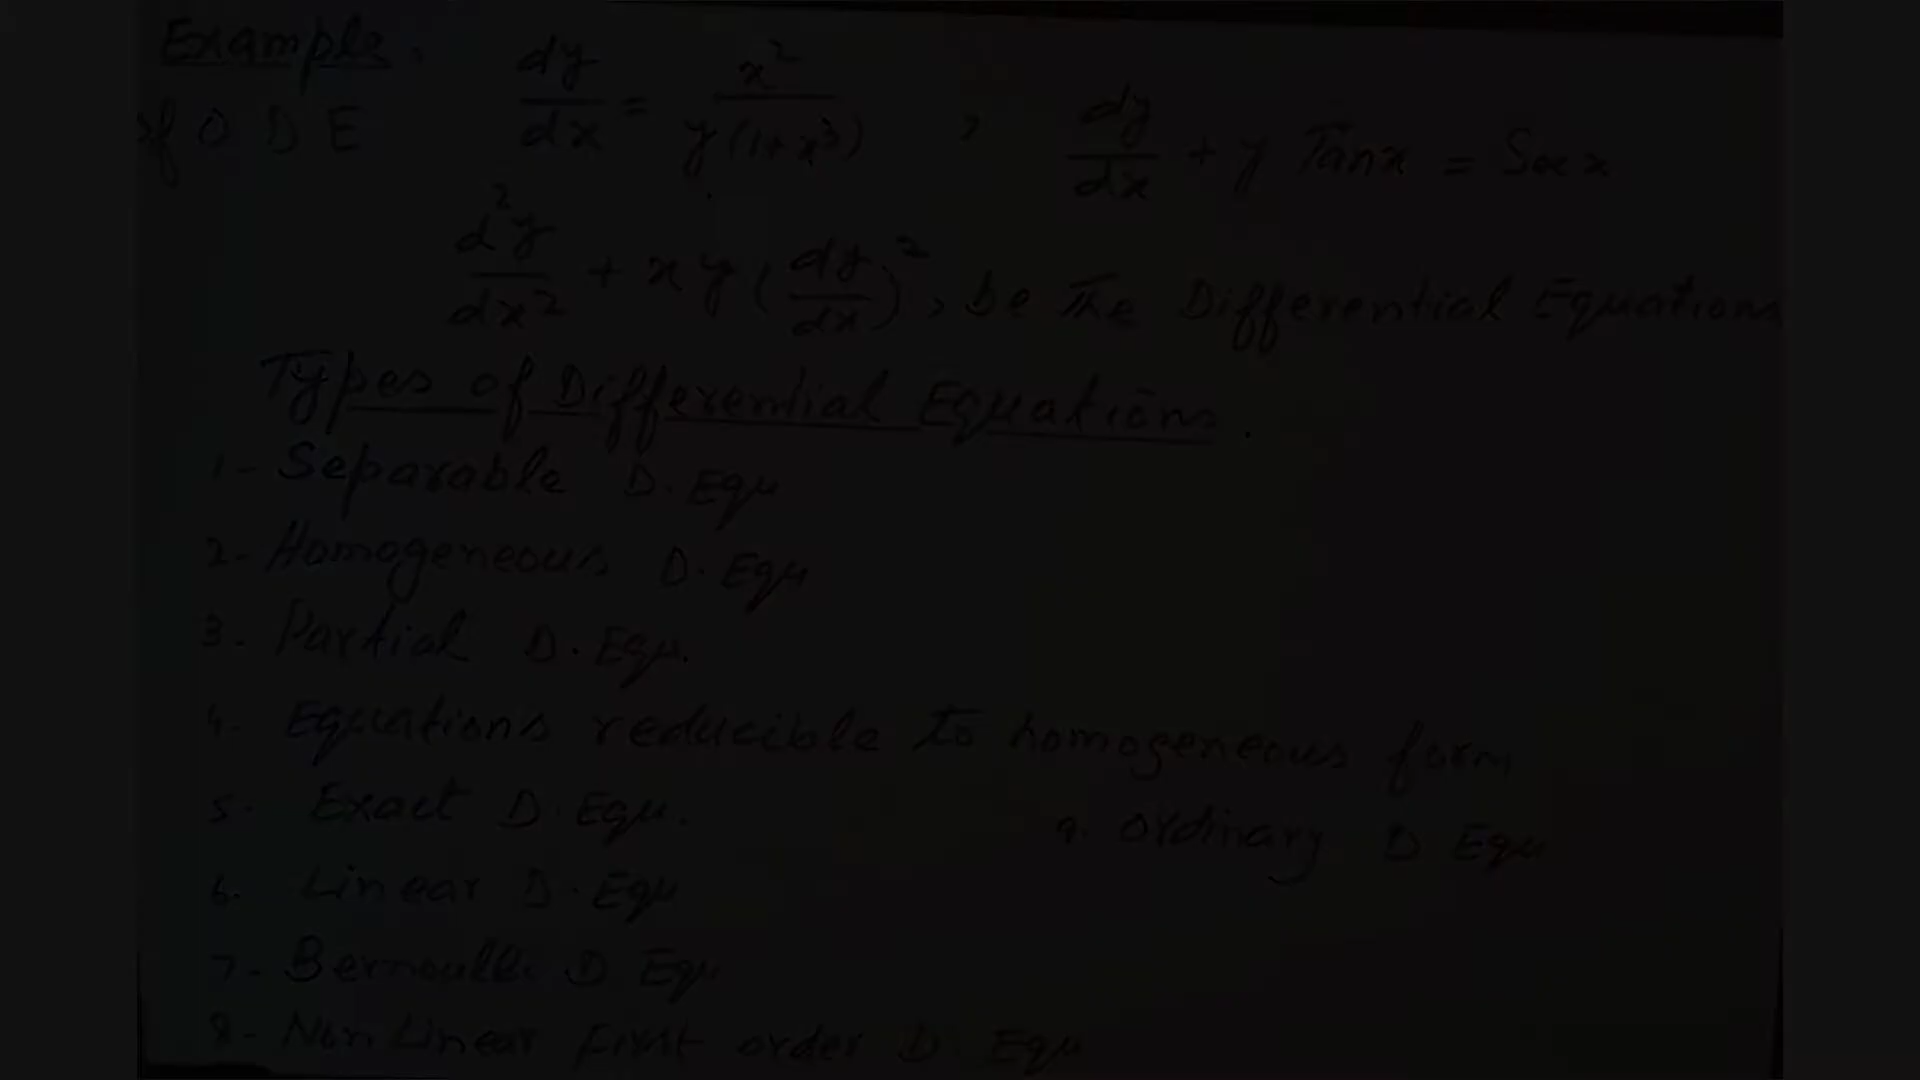 Example. dy/dx = x²/y(1+x³) , dy/dx + y Tanx = Sec x
of O D E
d²y/dx² + xy(dy/dx)², be The Differential Equations
Types of Differential Equations.
1- Separable D. Equ
2- Homogeneous D. Equ
3. Partial D. Equ.
4. Equations reducible to homogeneous form
5. Exact D. Equ.
9. Ordinary D Equ
6. Linear D. Equ
7- Bernoulli D Equ
8- Non Linear first order D. Equ